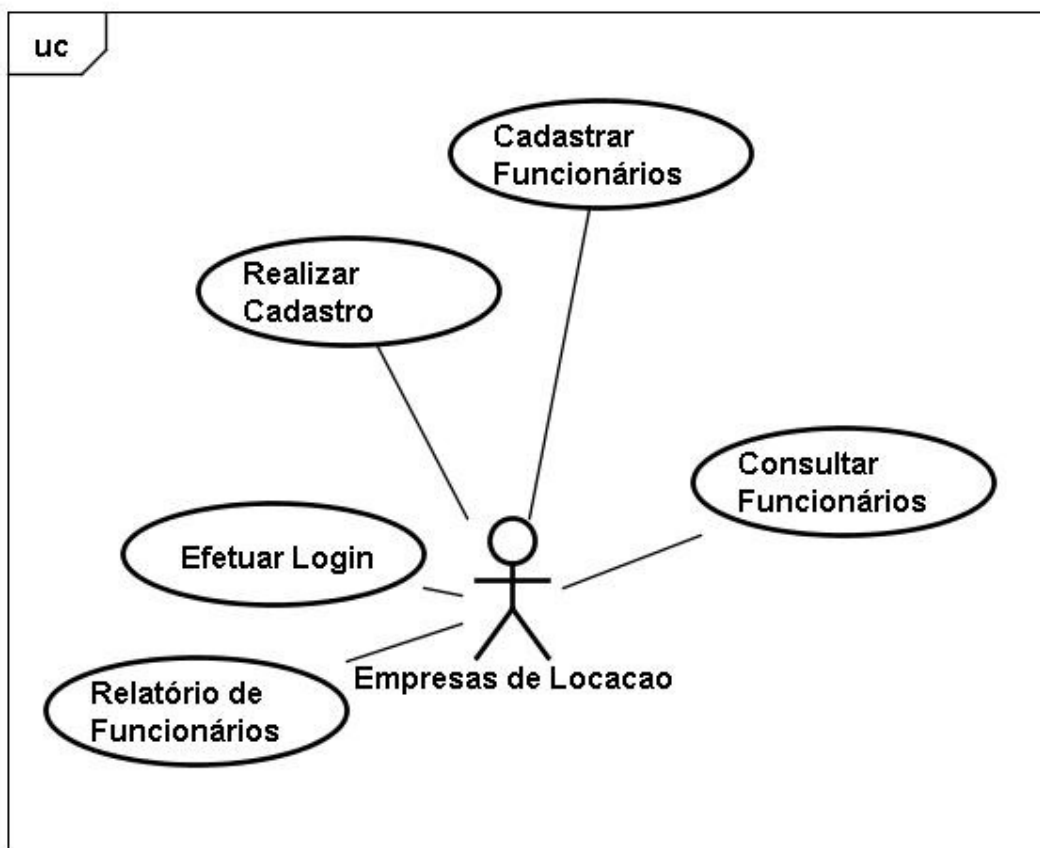 uc
Cadastrar
Funcionários
Realizar
Cadastro
Consultar
Funcionários
Efetuar Login
Empresas de Locacao
Relatório de
Funcionários